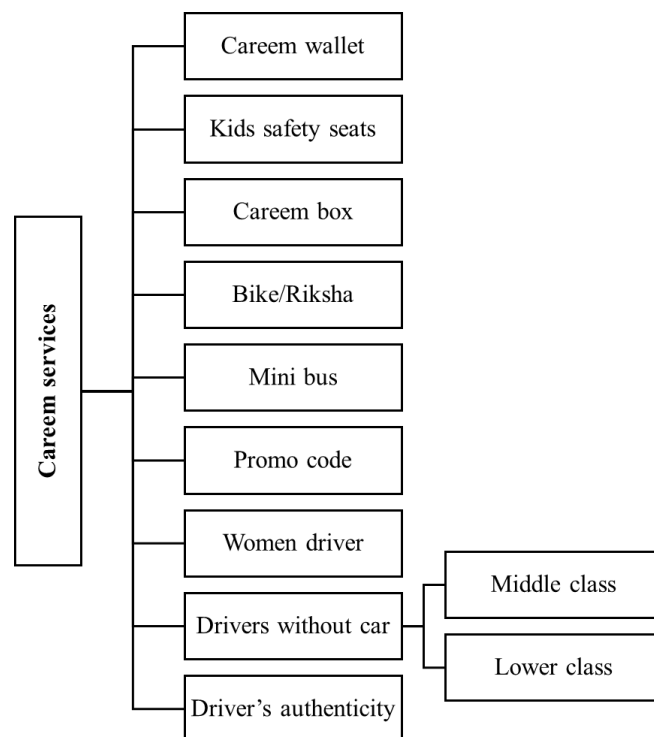 Careem services
Careem wallet
Kids safety seats
Careem box
Bike/Riksha
Mini bus
Promo code
Women driver
Drivers without car
Middle class
Lower class
Driver’s authenticity